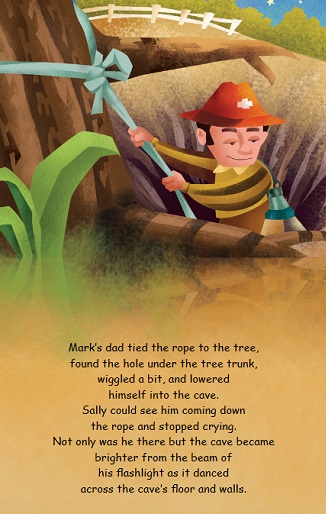 Mark's dad tied the rope to the tree,
found the hole under the tree trunk,
wiggled a bit, and lowered
himself into the cave.
Sally could see him coming down
the rope and stopped crying.
Not only was he there but the cave became
brighter from the beam of
his flashlight as it danced
across the cave's floor and walls.